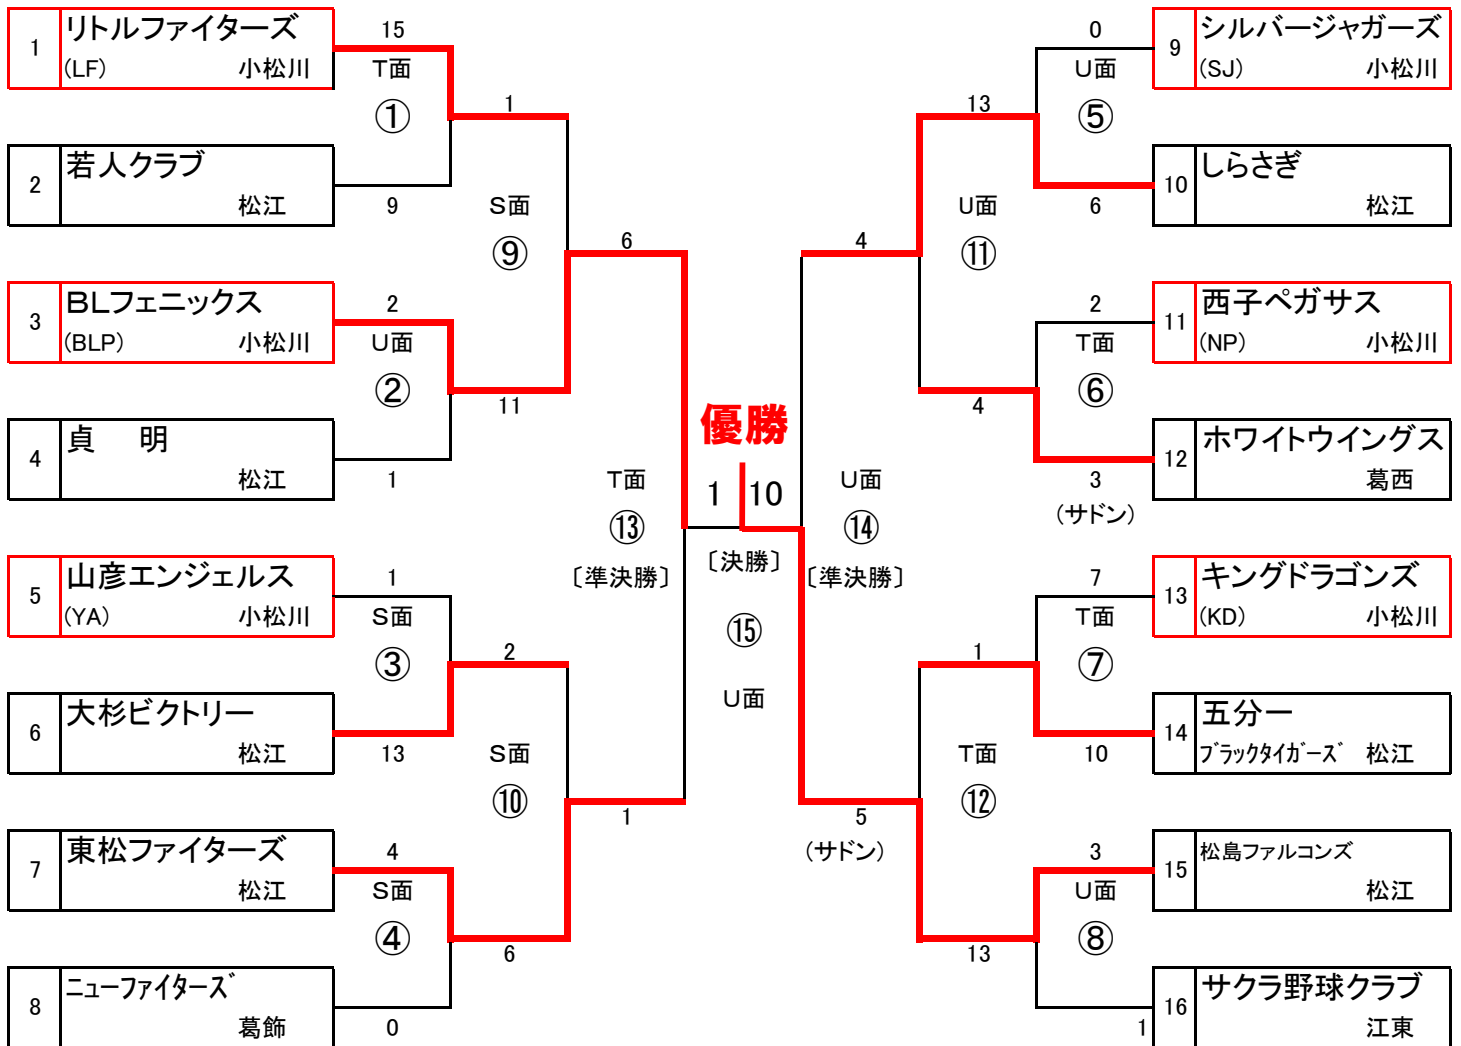 1
リトルファイターズ
(LF) 小松川
15
T面
①
2
若人クラブ
松江
9
1
S面
⑨
3
BLフェニックス
(BLP) 小松川
2
U面
②
4
貞 明
松江
1
11
6
T面
⑬
〔準決勝〕
5
山彦エンジェルス
(YA) 小松川
1
S面
③
6
大杉ビクトリー
松江
13
2
S面
⑩
7
東松ファイターズ
松江
4
S面
④
8
ニューファイターズ
葛飾
0
6
1
優勝
1 10
〔決勝〕
⑮
U面
0
U面
⑤
9
シルバージャガーズ
(SJ) 小松川
13
U面
⑪
6
10
しらさぎ
松江
4
U面
⑭
〔準決勝〕
2
T面
⑥
11
西子ペガサス
(NP) 小松川
4
3
(サドン)
12
ホワイトウイングス
葛西
7
T面
⑦
13
キングドラゴンズ
(KD) 小松川
1
T面
⑫
10
14
五分一
ブラックタイガーズ 松江
5
(サドン)
3
U面
⑧
15
松島ファルコンズ
松江
13
1
16
サクラ野球クラブ
江東